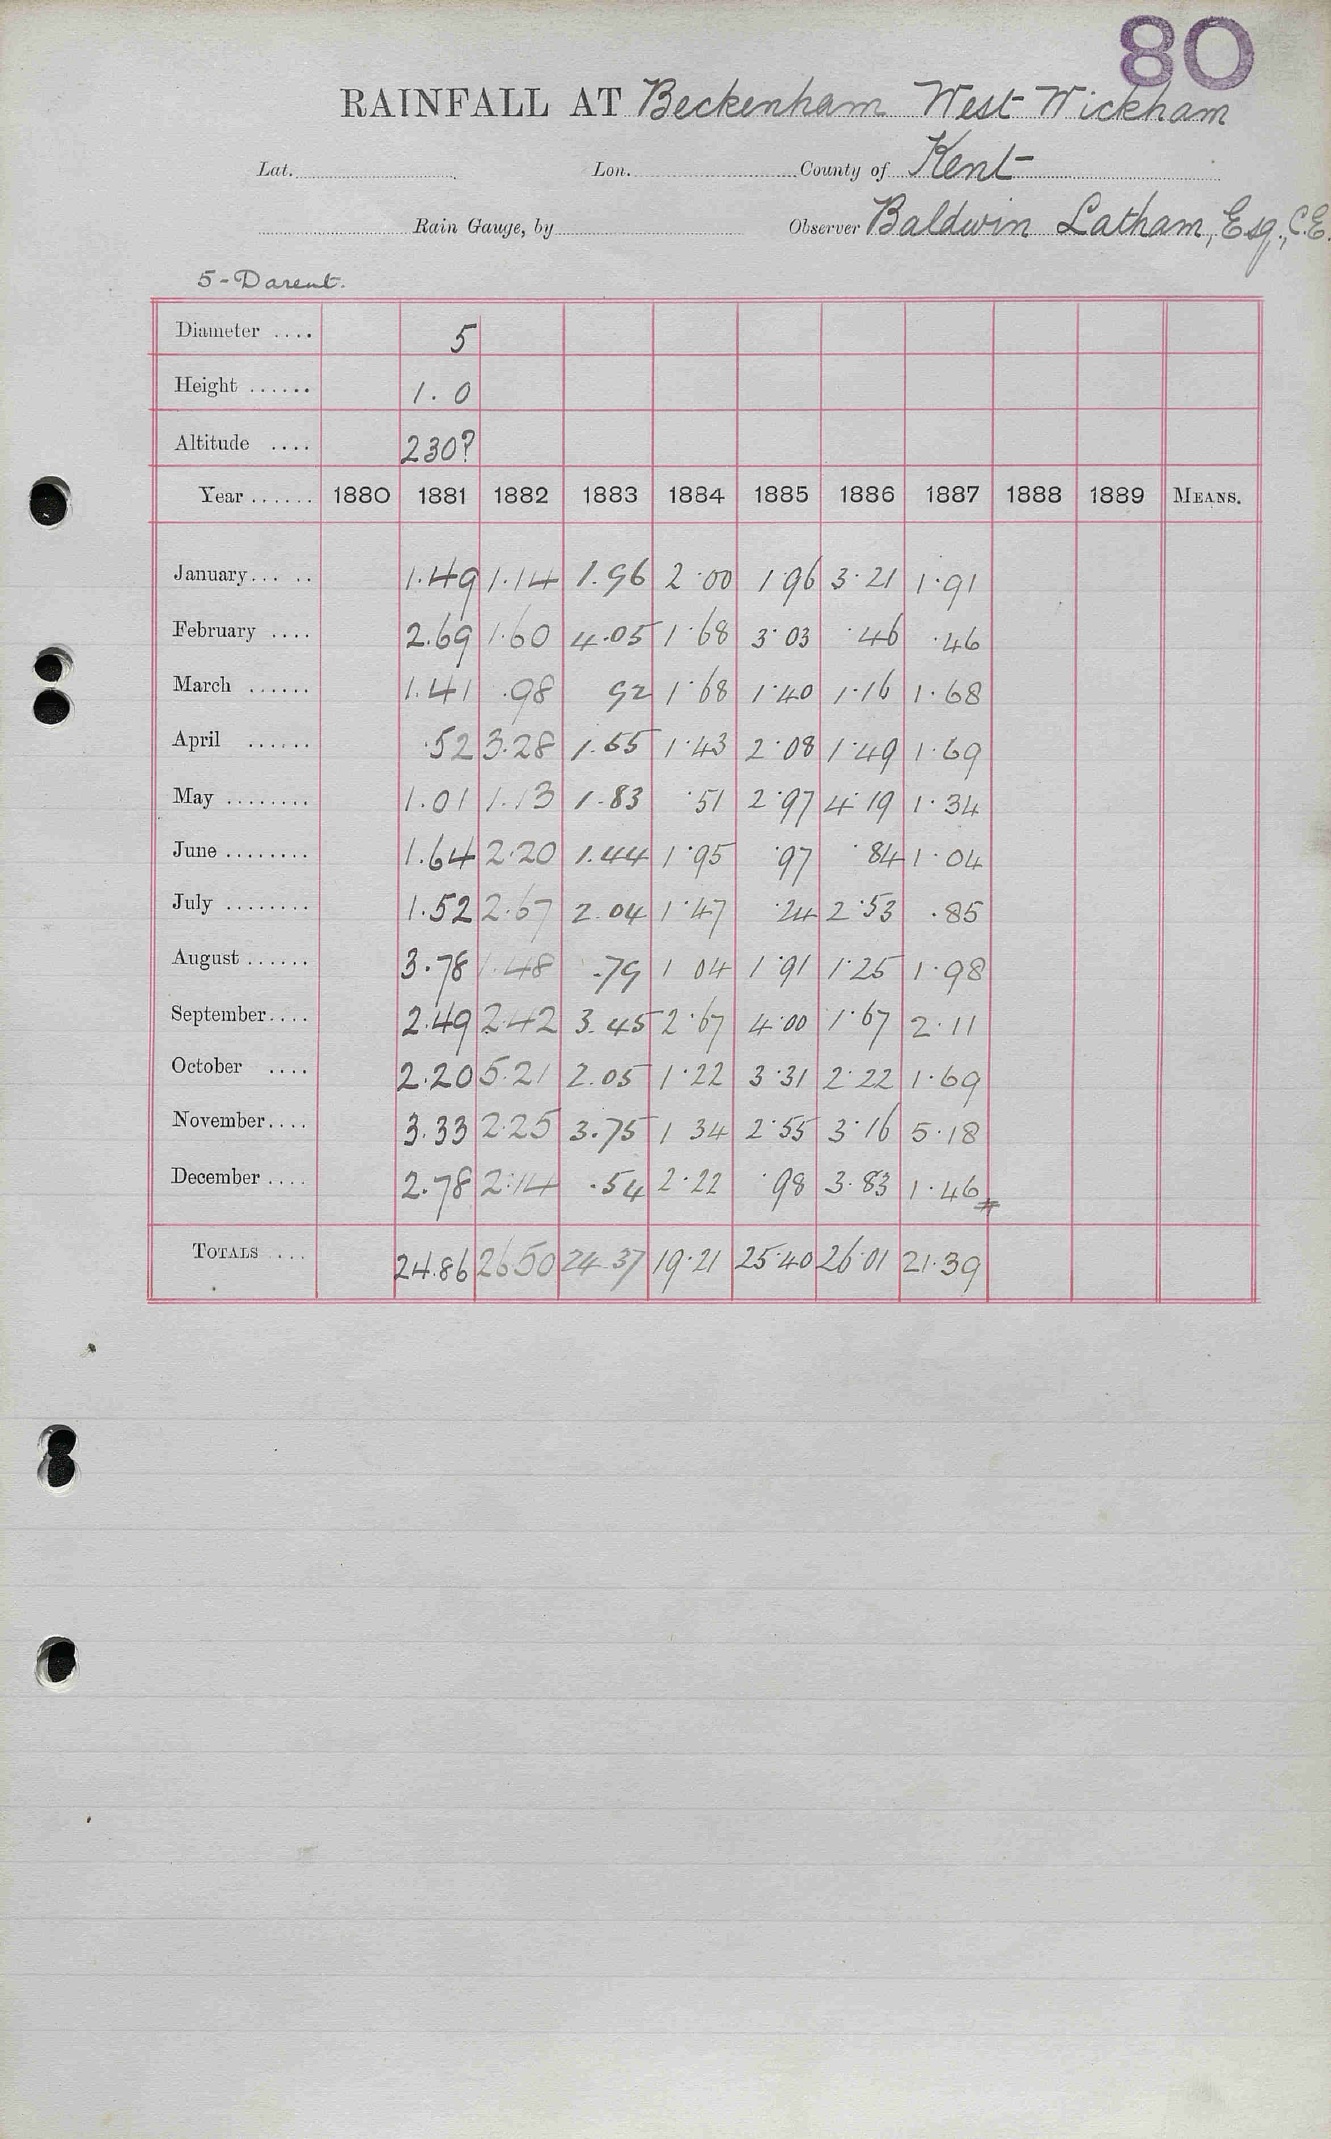 80
RAINFALL AT Beckenham West Wickham
Lat. Lon. County of Kent
Rain Gauge, by Observer Baldwin Latham, Esq., C.E.
5-Darent.
Diameter .... 5
Height ...... 1.0
Altitude .... 230?
Year ...... 1880 1881 1882 1883 1884 1885 1886 1887 1888 1889 MEANS.
January... .. 1.49 1.14 1.96 2.00 1.96 3.21 1.91
February .... 2.69 1.60 4.05 1.68 3.03 .46 .46
March ...... 1.41 .98 92 1.68 1.40 1.16 1.68
April ...... .52 3.28 1.55 1.43 2.08 1.49 1.69
May ........ 1.01 1.13 1.83 .51 2.97 4.19 1.34
June ........ 1.64 2.20 1.44 1.95 .97 .84 1.04
July ........ 1.52 2.67 2.04 1.47 .24 2.53 .85
August ...... 3.78 1.48 .79 1 04 1.91 1.25 1.98
September.... 2.49 2.42 3.45 2.67 4.00 1.67 2.11
October .... 2.20 5.21 2.05 1.22 3.31 2.22 1.69
November.... 3.33 2.25 3.75 1 34 2.55 3.16 5.18
December .... 2.78 2.14 .54 2.22 .98 3.83 1.46
TOTALS .... 24.86 26 50 24.37 19.21 25.40 26.01 21.39